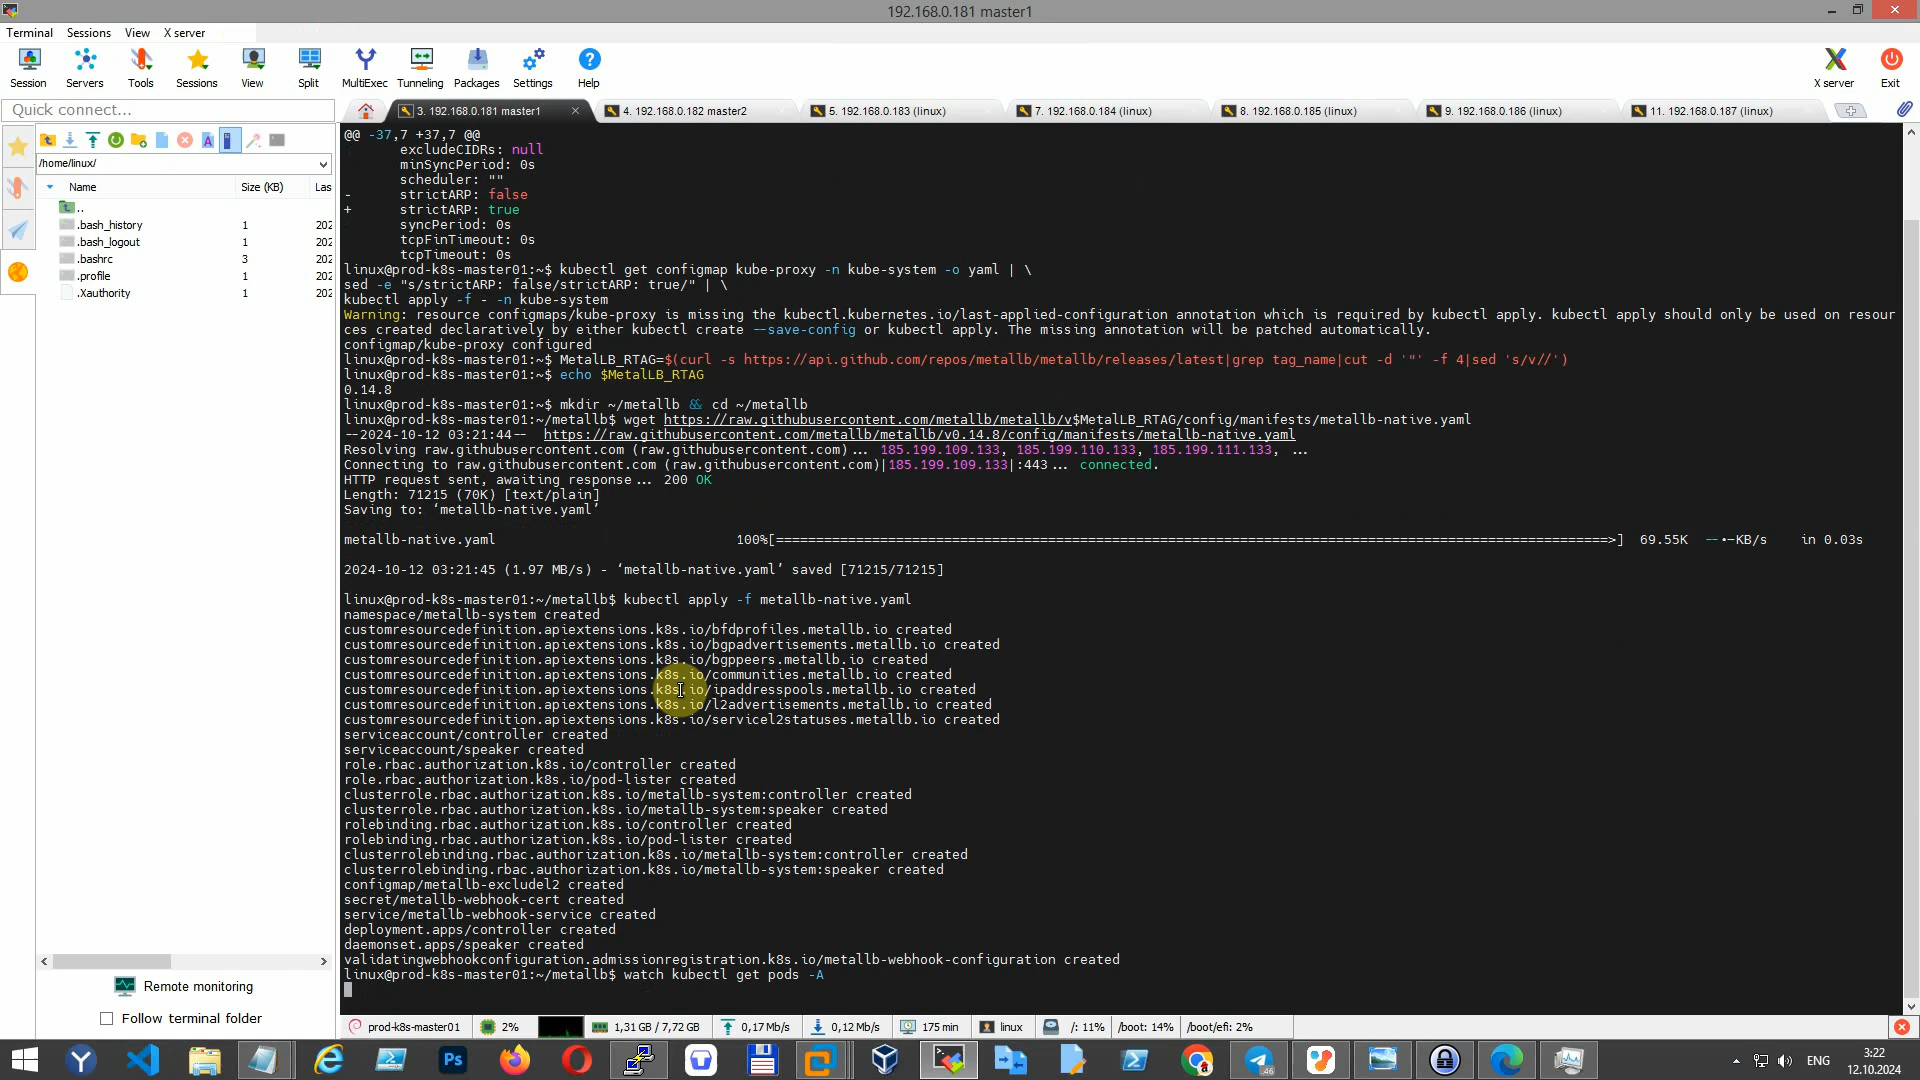 192.168.0.181 master1
Terminal Sessions View X server
Session Servers Tools Sessions View Split MultiExec Tunneling Packages Settings Help X server Exit
Quick connect...
3. 192.168.0.181 master1 4. 192.168.0.182 master2 5. 192.168.0.183 (linux) 7. 192.168.0.184 (linux) 8. 192.168.0.185 (linux) 9. 192.168.0.186 (linux) 11. 192.168.0.187 (linux)
/home/linux/
Name Size (KB) Las
..
.bash_history 1 202
.bash_logout 1 202
.bashrc 3 202
.profile 1 202
.Xauthority 1 202
Remote monitoring
Follow terminal folder
@@ -37,7 +37,7 @@
excludeCIDRs: null
minSyncPeriod: 0s
scheduler: ""
- strictARP: false
+ strictARP: true
syncPeriod: 0s
tcpFinTimeout: 0s
tcpTimeout: 0s
linux@prod-k8s-master01:~$ kubectl get configmap kube-proxy -n kube-system -o yaml | \
sed -e "s/strictARP: false/strictARP: true/" | \
kubectl apply -f - -n kube-system
Warning: resource configmaps/kube-proxy is missing the kubectl.kubernetes.io/last-applied-configuration annotation which is required by kubectl apply. kubectl apply should only be used on resour
ces created declaratively by either kubectl create --save-config or kubectl apply. The missing annotation will be patched automatically.
configmap/kube-proxy configured
linux@prod-k8s-master01:~$ MetalLB_RTAG=$(curl -s https://api.github.com/repos/metallb/metallb/releases/latest|grep tag_name|cut -d '"' -f 4|sed 's/v//')
linux@prod-k8s-master01:~$ echo $MetalLB_RTAG
0.14.8
linux@prod-k8s-master01:~$ mkdir ~/metallb && cd ~/metallb
linux@prod-k8s-master01:~/metallb$ wget https://raw.githubusercontent.com/metallb/metallb/v$MetalLB_RTAG/config/manifests/metallb-native.yaml
--2024-10-12 03:21:44-- https://raw.githubusercontent.com/metallb/metallb/v0.14.8/config/manifests/metallb-native.yaml
Resolving raw.githubusercontent.com (raw.githubusercontent.com)... 185.199.109.133, 185.199.110.133, 185.199.111.133, ...
Connecting to raw.githubusercontent.com (raw.githubusercontent.com)|185.199.109.133|:443... connected.
HTTP request sent, awaiting response... 200 OK
Length: 71215 (70K) [text/plain]
Saving to: ‘metallb-native.yaml’
metallb-native.yaml 100%[========================================================================================================>] 69.55K --.-KB/s in 0.03s
2024-10-12 03:21:45 (1.97 MB/s) - ‘metallb-native.yaml’ saved [71215/71215]
linux@prod-k8s-master01:~/metallb$ kubectl apply -f metallb-native.yaml
namespace/metallb-system created
customresourcedefinition.apiextensions.k8s.io/bfdprofiles.metallb.io created
customresourcedefinition.apiextensions.k8s.io/bgpadvertisements.metallb.io created
customresourcedefinition.apiextensions.k8s.io/bgppeers.metallb.io created
customresourcedefinition.apiextensions.k8s.io/communities.metallb.io created
customresourcedefinition.apiextensions.k8s.io/ipaddresspools.metallb.io created
customresourcedefinition.apiextensions.k8s.io/l2advertisements.metallb.io created
customresourcedefinition.apiextensions.k8s.io/servicel2statuses.metallb.io created
serviceaccount/controller created
serviceaccount/speaker created
role.rbac.authorization.k8s.io/controller created
role.rbac.authorization.k8s.io/pod-lister created
clusterrole.rbac.authorization.k8s.io/metallb-system:controller created
clusterrole.rbac.authorization.k8s.io/metallb-system:speaker created
rolebinding.rbac.authorization.k8s.io/controller created
rolebinding.rbac.authorization.k8s.io/pod-lister created
clusterrolebinding.rbac.authorization.k8s.io/metallb-system:controller created
clusterrolebinding.rbac.authorization.k8s.io/metallb-system:speaker created
configmap/metallb-excludel2 created
secret/metallb-webhook-cert created
service/metallb-webhook-service created
deployment.apps/controller created
daemonset.apps/speaker created
validatingwebhookconfiguration.admissionregistration.k8s.io/metallb-webhook-configuration created
linux@prod-k8s-master01:~/metallb$ watch kubectl get pods -A
prod-k8s-master01 2% 1,31 GB / 7,72 GB 0,17 Mb/s 0,12 Mb/s 175 min linux /: 11% /boot: 14% /boot/efi: 2%
ENG
3:22
12.10.2024